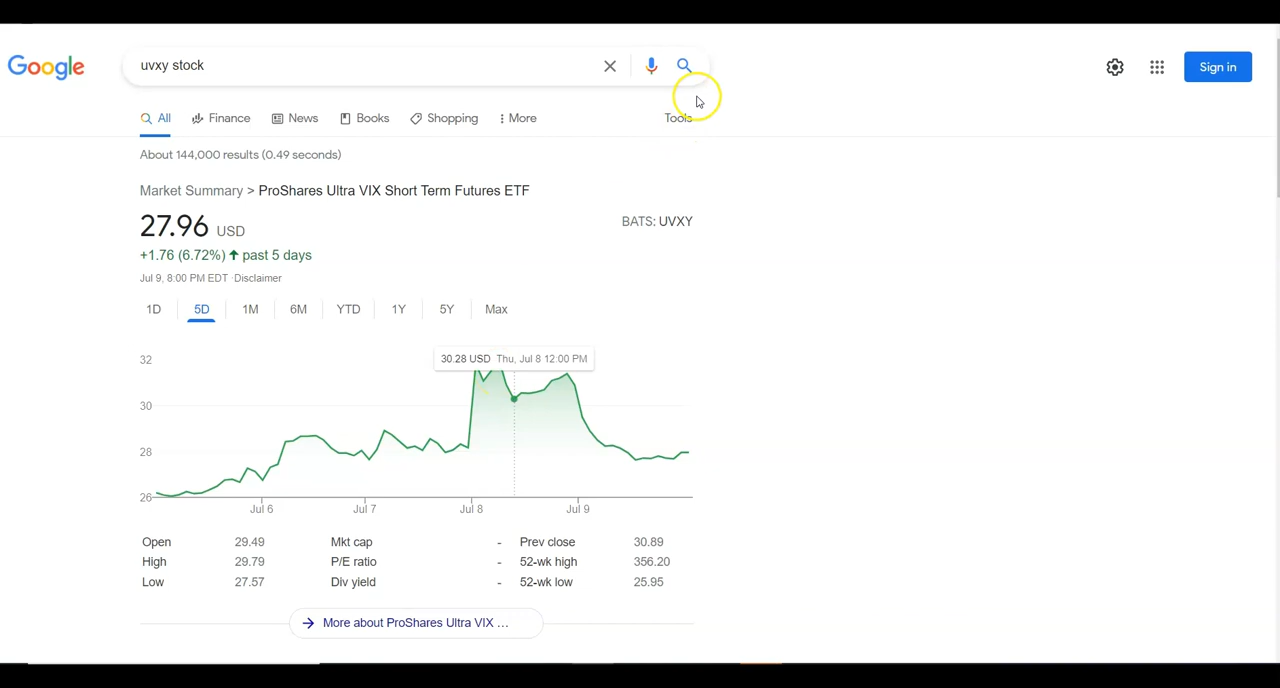 Google
uvxy stock
Sign in
All Finance News Books Shopping More Tools
About 144,000 results (0.49 seconds)
Market Summary > ProShares Ultra VIX Short Term Futures ETF
27.96 USD
BATS: UVXY
+1.76 (6.72%) ↑ past 5 days
Jul 9, 8:00 PM EDT ·Disclaimer
1D 5D 1M 6M YTD 1Y 5Y Max
30.28 USD Thu, Jul 8 12:00 PM
32
30
28
26
Jul 6 Jul 7 Jul 8 Jul 9
Open 29.49 Mkt cap - Prev close 30.89
High 29.79 P/E ratio - 52-wk high 356.20
Low 27.57 Div yield - 52-wk low 25.95
More about ProShares Ultra VIX …